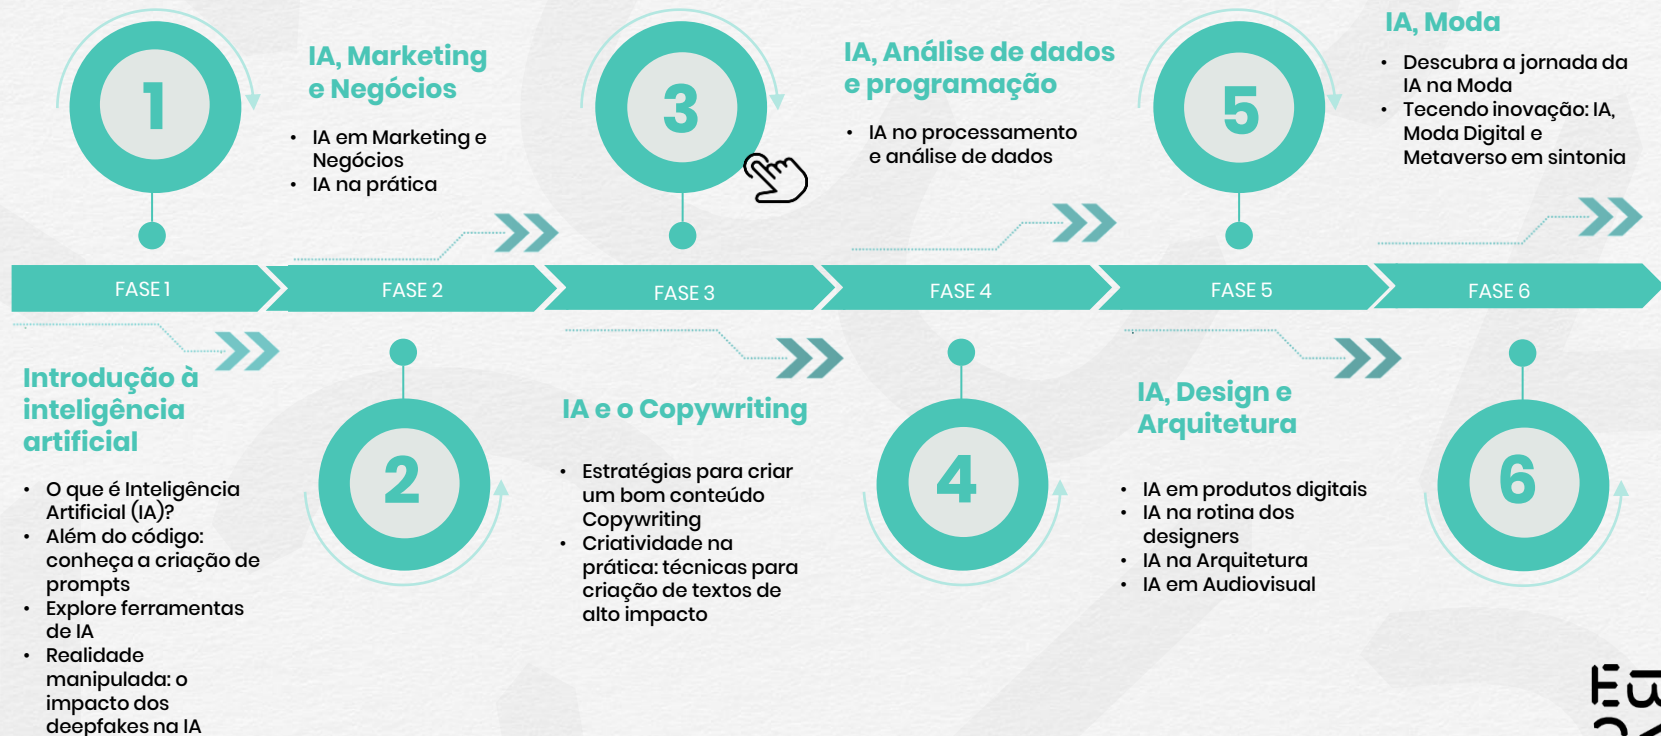 1
IA, Marketing
e Negócios
• IA em Marketing e
Negócios
• IA na prática
3
IA, Análise de dados
e programação
• IA no processamento
e análise de dados
5
IA, Moda
• Descubra a jornada da
IA na Moda
• Tecendo inovação: IA,
Moda Digital e
Metaverso em sintonia
FASE 1
FASE 2
FASE 3
FASE 4
FASE 5
FASE 6
Introdução à
inteligência
artificial
• O que é Inteligência
Artificial (IA)?
• Além do código:
conheça a criação de
prompts
• Explore ferramentas
de IA
• Realidade
manipulada: o
impacto dos
deepfakes na IA
2
IA e o Copywriting
• Estratégias para criar
um bom conteúdo
Copywriting
• Criatividade na
prática: técnicas para
criação de textos de
alto impacto
4
IA, Design e
Arquitetura
• IA em produtos digitais
• IA na rotina dos
designers
• IA na Arquitetura
• IA em Audiovisual
6